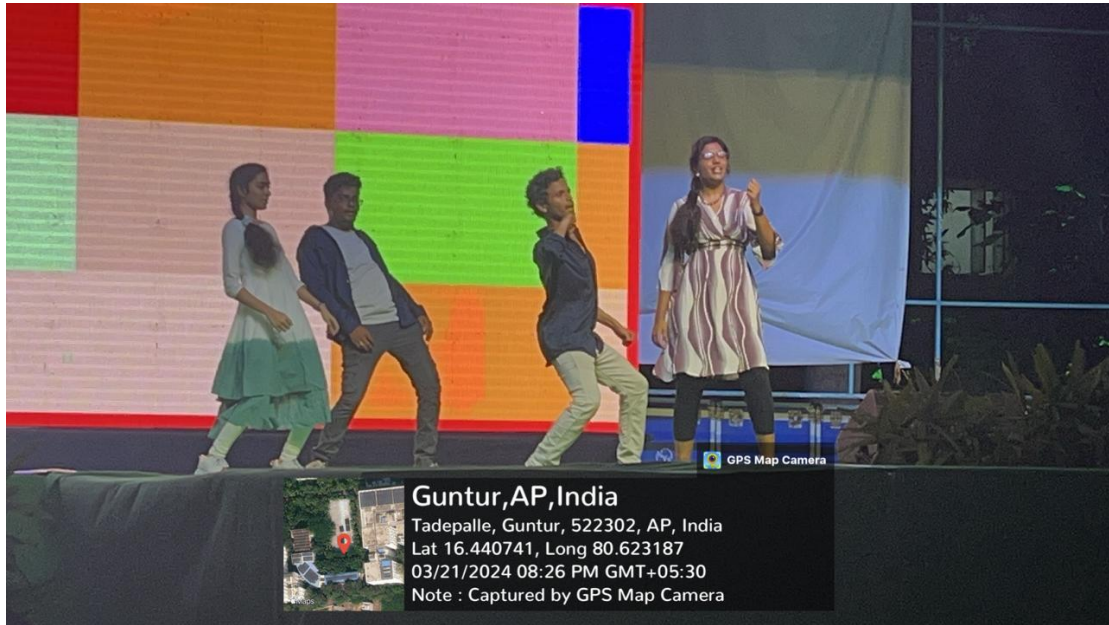 GPS Map Camera
Guntur,AP,India
Tadepalle, Guntur, 522302, AP, India
Lat 16.440741, Long 80.623187
03/21/2024 08:26 PM GMT+05:30
Note : Captured by GPS Map Camera